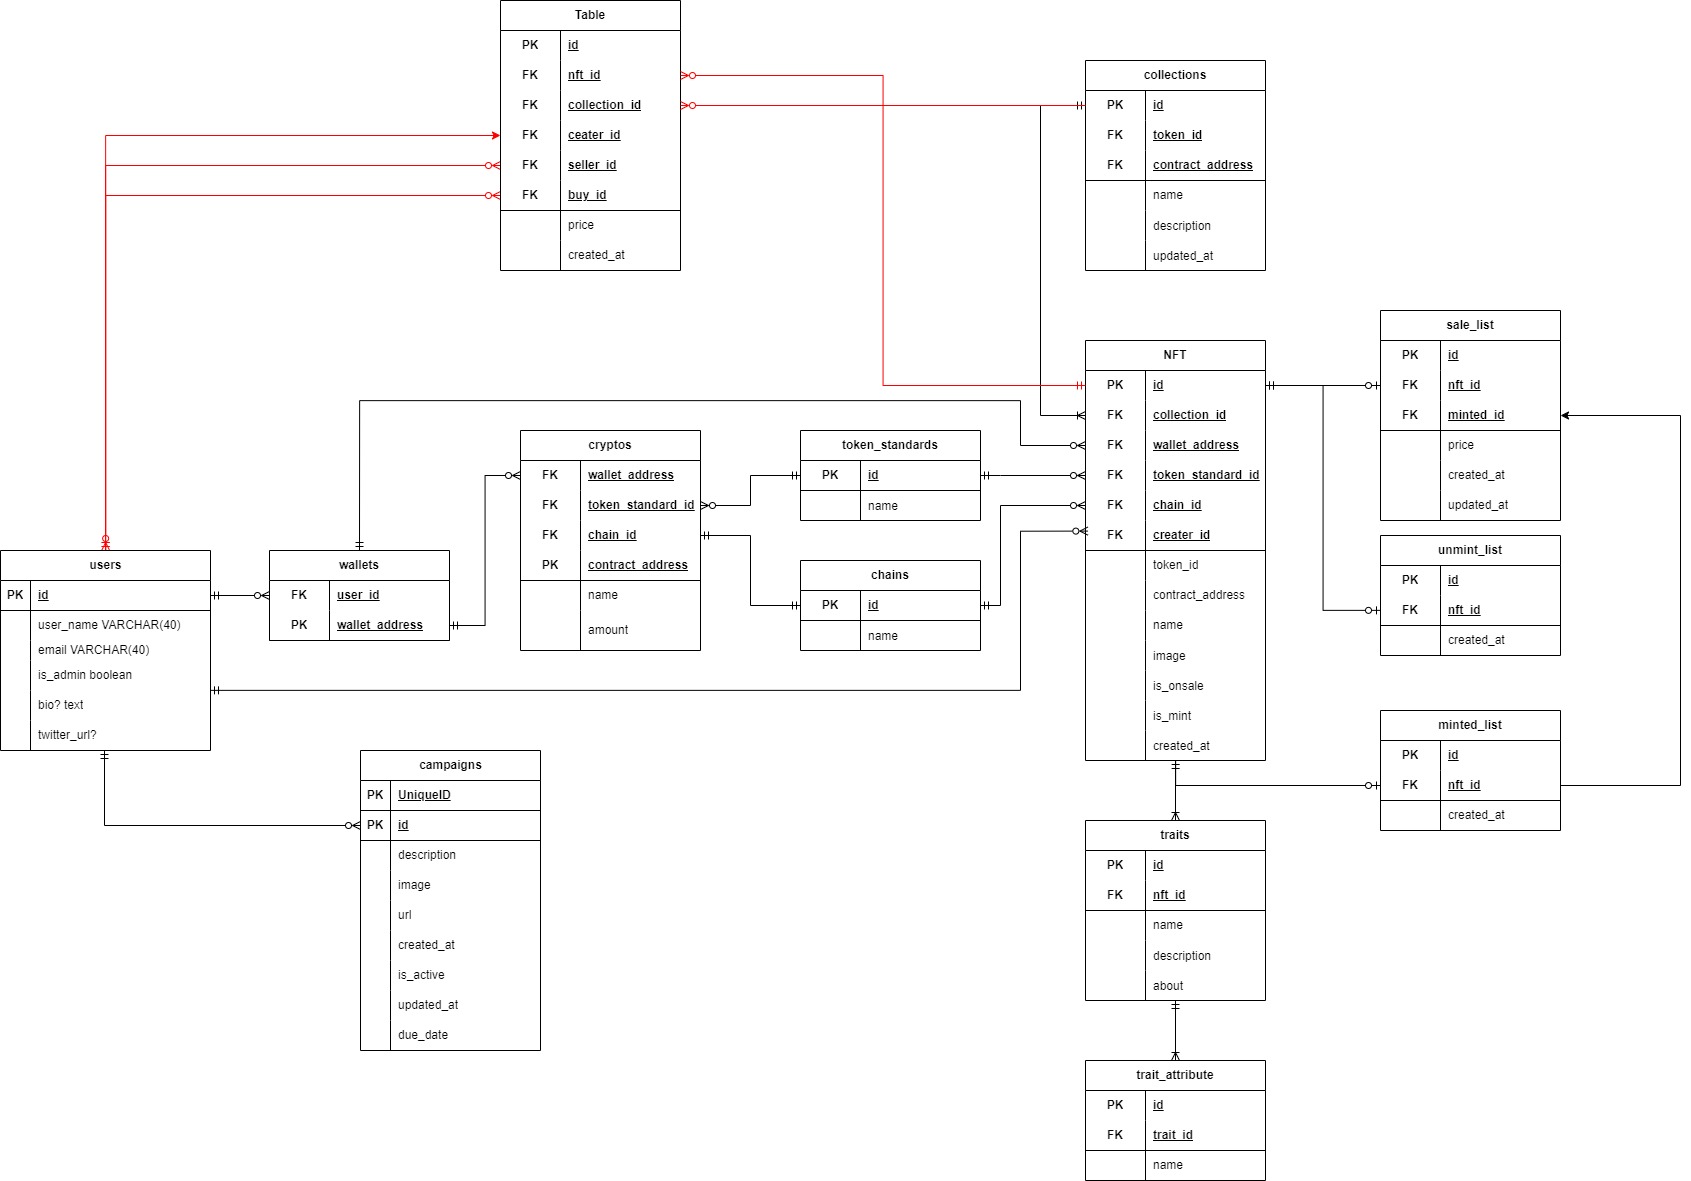 Table
PK id
FK nft_id
FK collection_id
FK ceater_id
FK seller_id
FK buy_id
price
created_at
collections
PK id
FK token_id
FK contract_address
name
description
updated_at
sale_list
PK id
FK nft_id
FK minted_id
price
created_at
updated_at
NFT
PK id
FK collection_id
FK wallet_address
FK token_standard_id
FK chain_id
FK creater_id
token_id
contract_address
name
image
is_onsale
is_mint
created_at
cryptos
FK wallet_address
FK token_standard_id
FK chain_id
PK contract_address
name
amount
token_standards
PK id
name
chains
PK id
name
unmint_list
PK id
FK nft_id
created_at
users
PK id
user_name VARCHAR(40)
email VARCHAR(40)
is_admin boolean
bio? text
twitter_url?
wallets
FK user_id
PK wallet_address
minted_list
PK id
FK nft_id
created_at
campaigns
PK UniqueID
PK id
description
image
url
created_at
is_active
updated_at
due_date
traits
PK id
FK nft_id
name
description
about
trait_attribute
PK id
FK trait_id
name